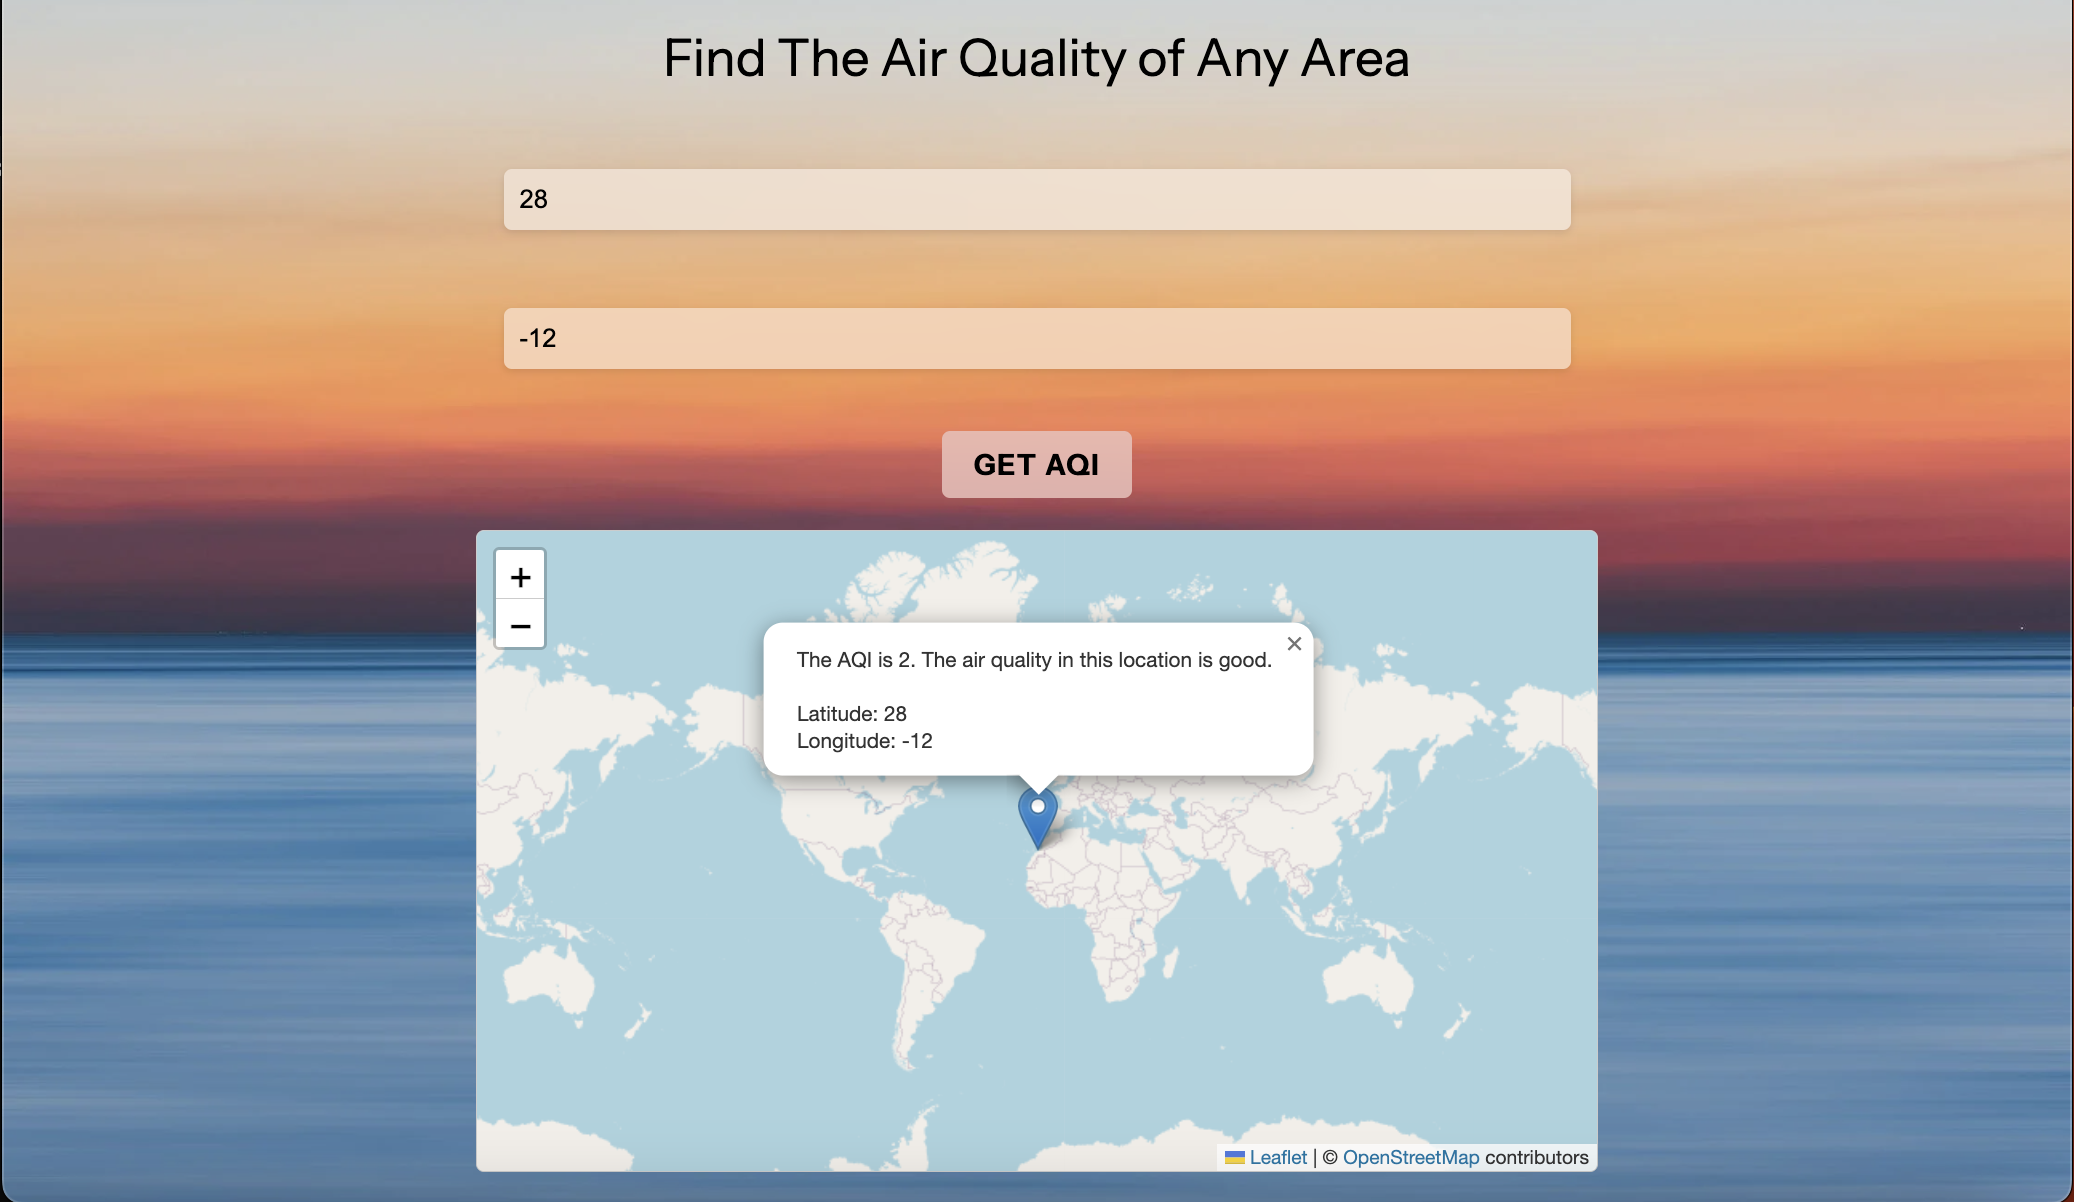 Find The Air Quality of Any Area
28
-12
GET AQI
+
−
The AQI is 2. The air quality in this location is good.
×
Latitude: 28
Longitude: -12
Leaflet | © OpenStreetMap contributors